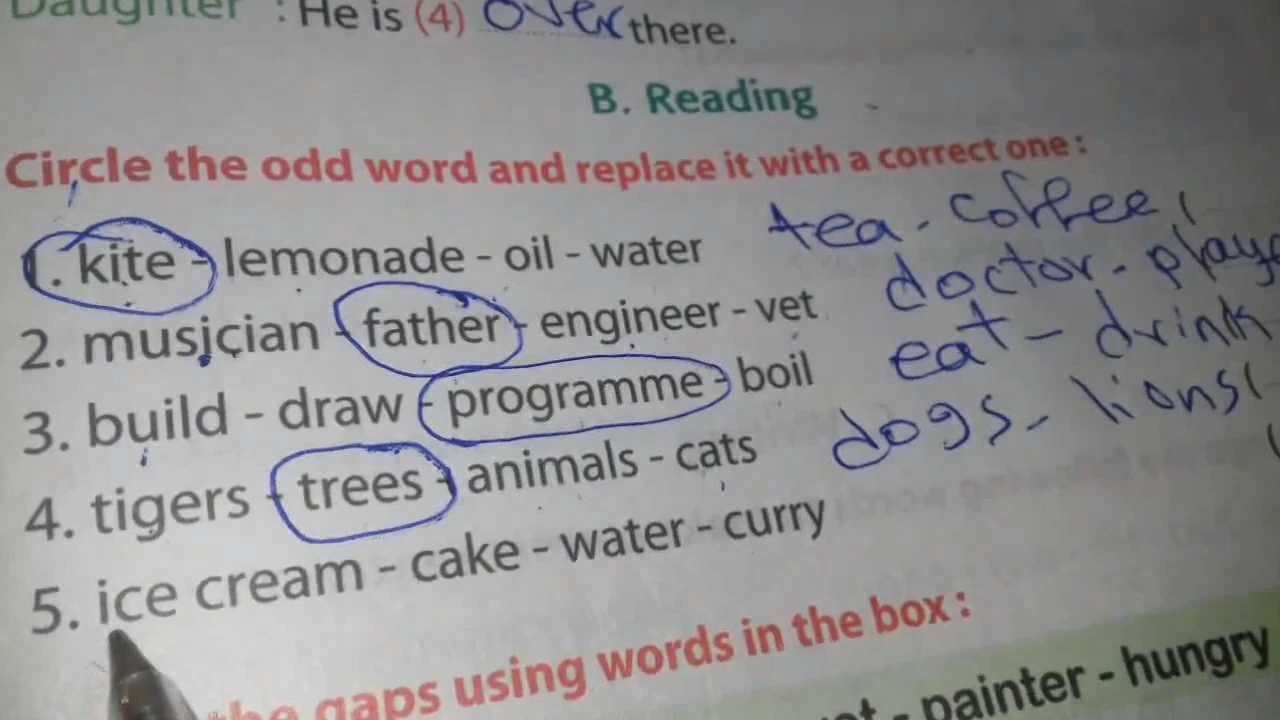 Daughter : He is (4) over there.
B. Reading
Circle the odd word and replace it with a correct one :
1. kite - lemonade - oil - water tea - coffee,
2. musician - father - engineer - vet doctor -
3. build - draw - programme - boil eat - drink
4. tigers - trees - animals - cats dogs - lions
5. ice cream - cake - water - curry
gaps using words in the box :
- painter - hungry